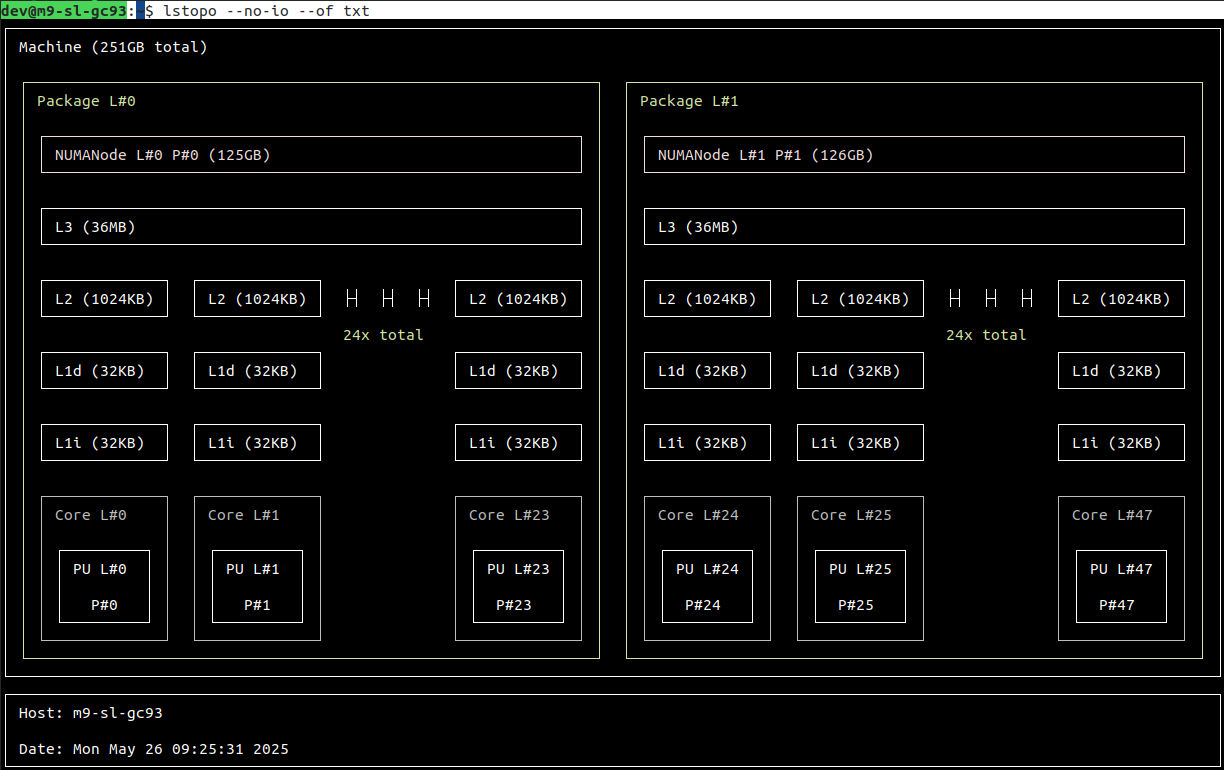 dev@m9-sl-gc93:~$ lstopo --no-io --of txt
Machine (251GB total)
Package L#0 Package L#1
NUMANode L#0 P#0 (125GB) NUMANode L#1 P#1 (126GB)
L3 (36MB) L3 (36MB)
L2 (1024KB) L2 (1024KB) L2 (1024KB) L2 (1024KB) L2 (1024KB) L2 (1024KB)
24x total 24x total
L1d (32KB) L1d (32KB) L1d (32KB) L1d (32KB) L1d (32KB) L1d (32KB)
L1i (32KB) L1i (32KB) L1i (32KB) L1i (32KB) L1i (32KB) L1i (32KB)
Core L#0 Core L#1 Core L#23 Core L#24 Core L#25 Core L#47
PU L#0 PU L#1 PU L#23 PU L#24 PU L#25 PU L#47
P#0 P#1 P#23 P#24 P#25 P#47
Host: m9-sl-gc93
Date: Mon May 26 09:25:31 2025